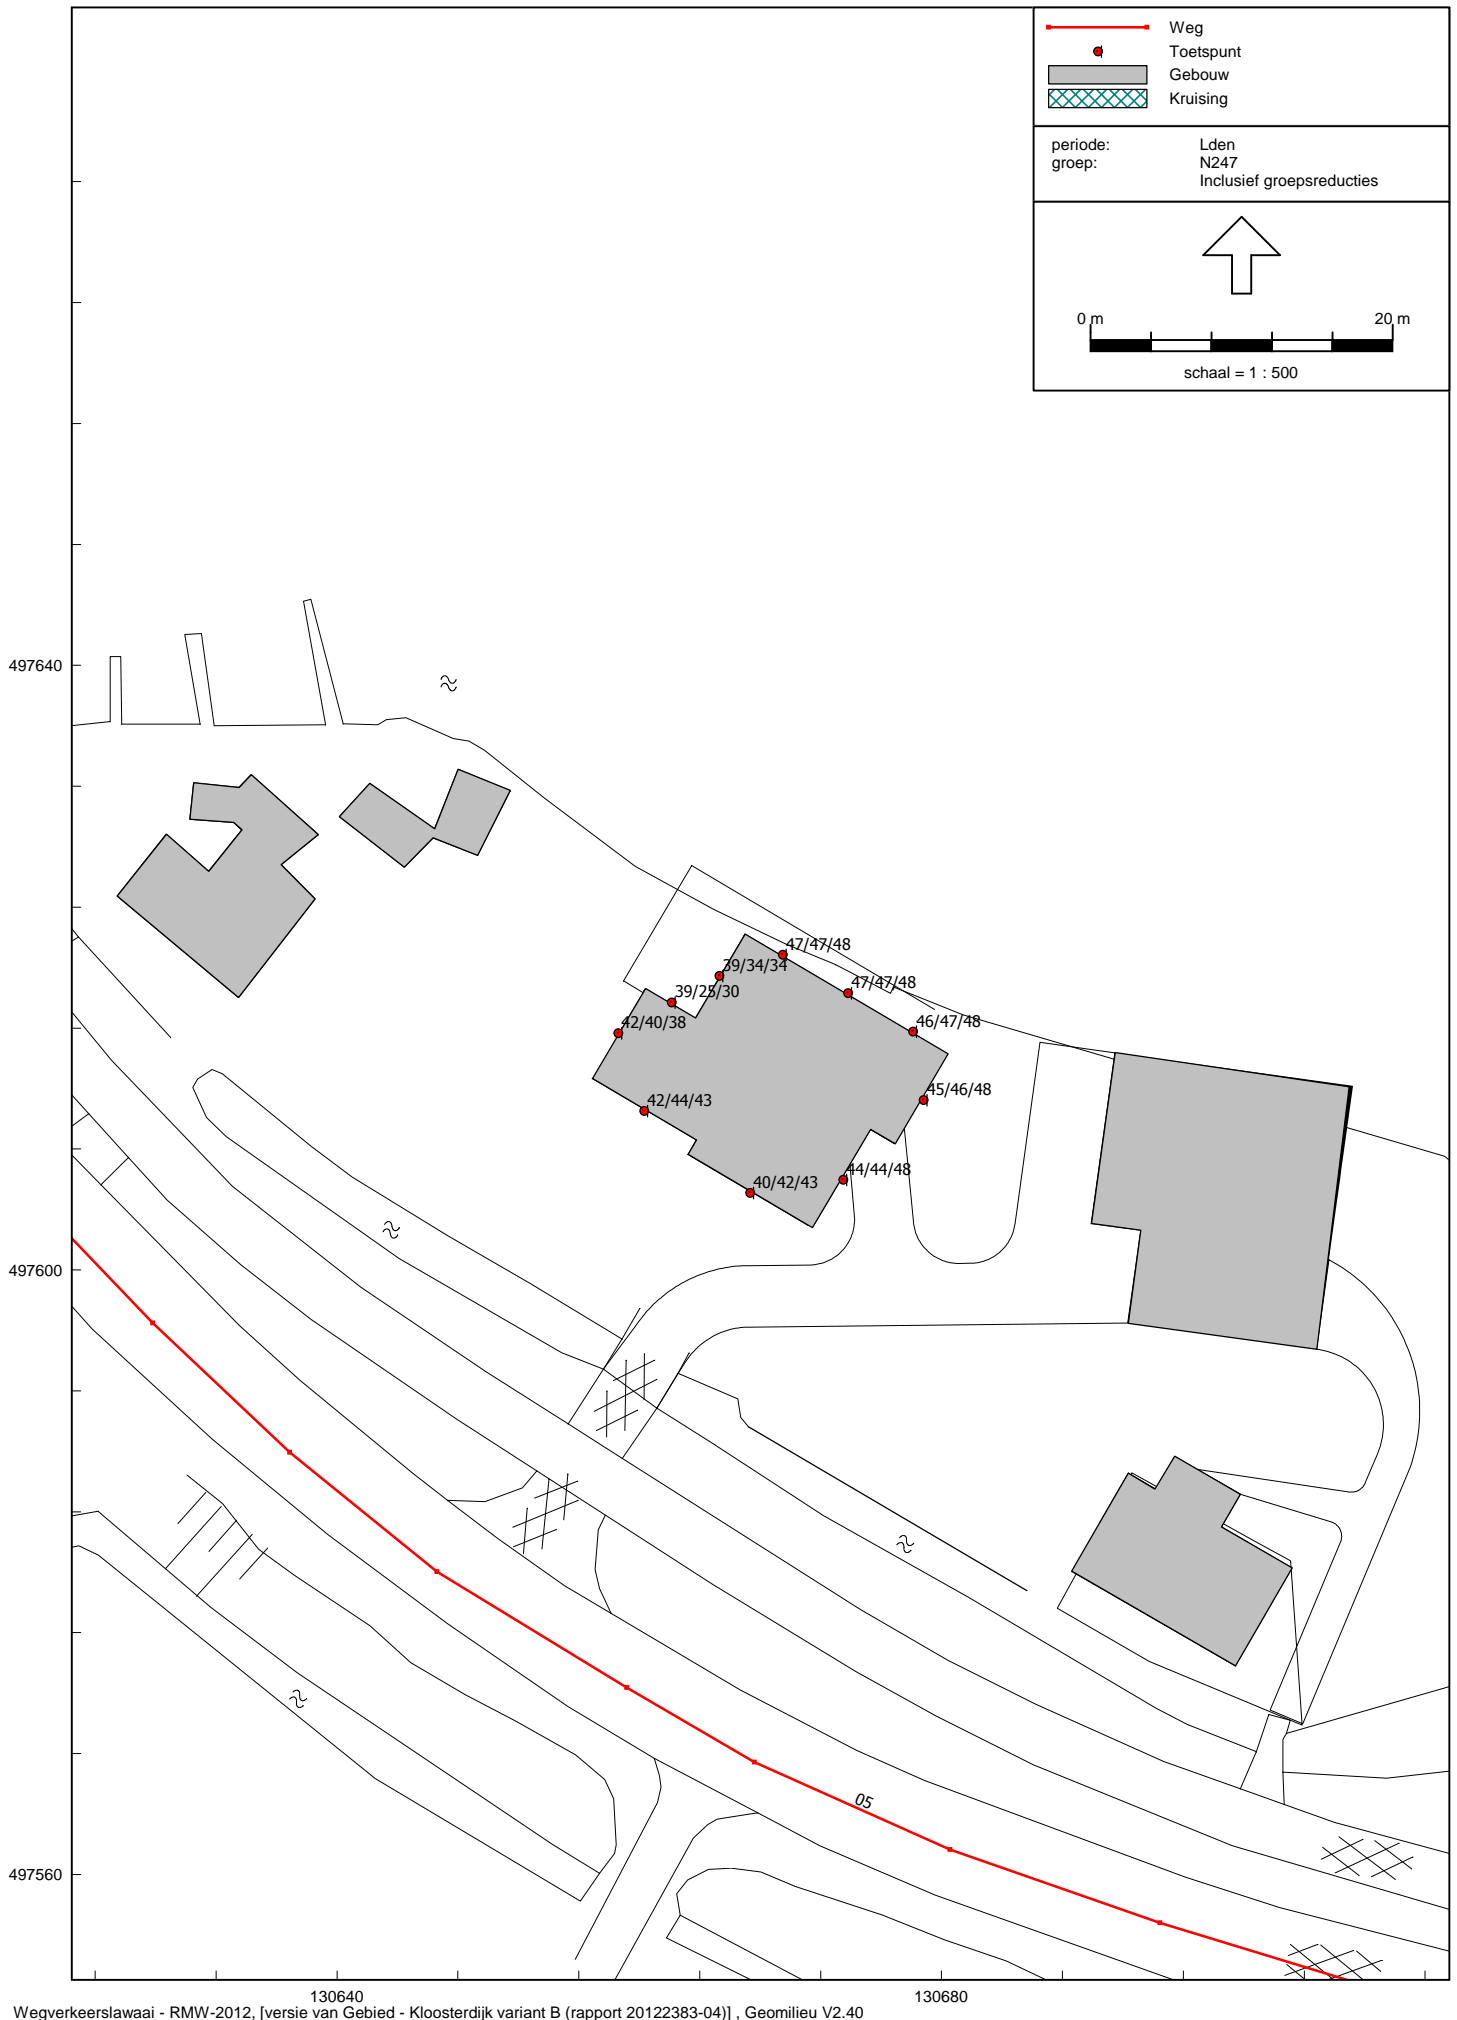 Weg
Toetspunt
Gebouw
Kruising
periode: Lden
groep: N247
Inclusief groepsreducties
0 m 20 m
schaal = 1 : 500
497640
47/47/48
39/34/34
39/25/30
47/47/48
42/40/38
46/47/48
45/46/48
42/44/43
44/44/48
40/42/43
497600
05
497560
130640 130680
Wegverkeerslawaai - RMW-2012, [versie van Gebied - Kloosterdijk variant B (rapport 20122383-04)] , Geomilieu V2.40